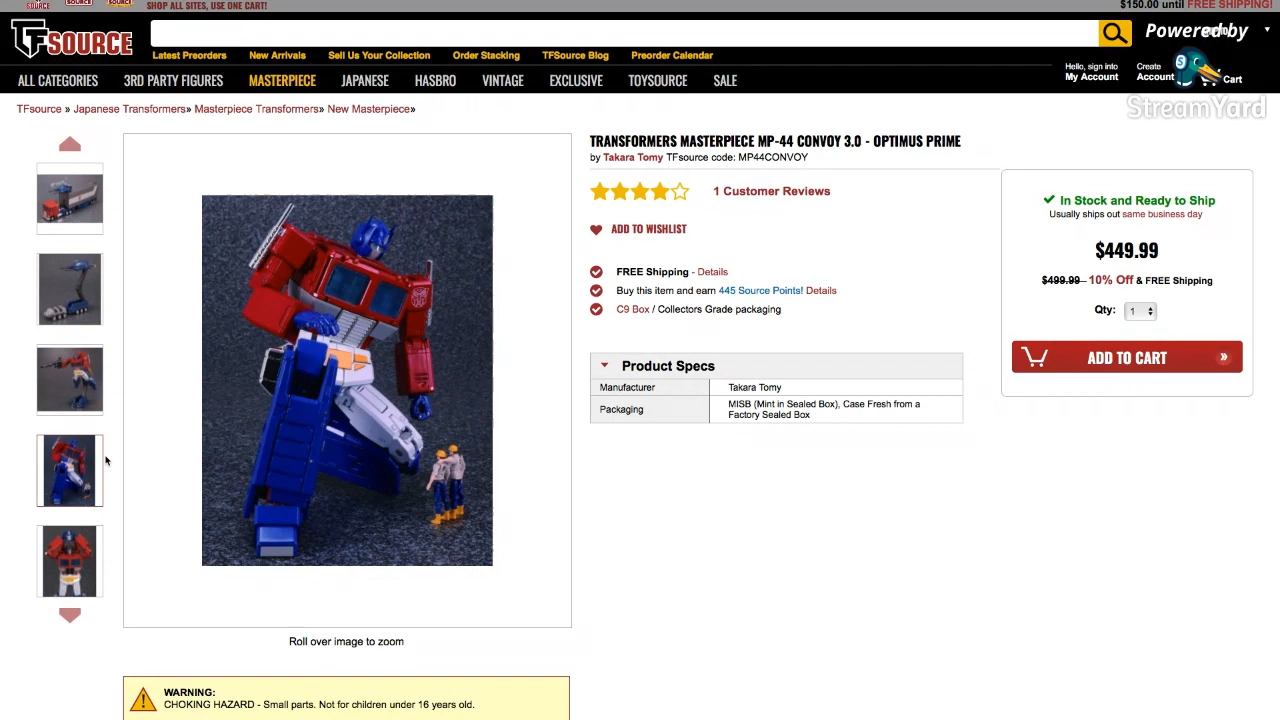 SOURCE SOURCE SOURCE SHOP ALL SITES, USE ONE CART! $150.00 until FREE SHIPPING!
TFSOURCE
Powered by
Latest Preorders New Arrivals Sell Us Your Collection Order Stacking TFSource Blog Preorder Calendar
Hello, sign into My Account
Create Account
Cart
ALL CATEGORIES 3RD PARTY FIGURES MASTERPIECE JAPANESE HASBRO VINTAGE EXCLUSIVE TOYSOURCE SALE
StreamYard
TFsource » Japanese Transformers» Masterpiece Transformers» New Masterpiece»
TRANSFORMERS MASTERPIECE MP-44 CONVOY 3.0 - OPTIMUS PRIME
by Takara Tomy TFsource code: MP44CONVOY
1 Customer Reviews
ADD TO WISHLIST
FREE Shipping - Details
Buy this item and earn 445 Source Points! Details
C9 Box / Collectors Grade packaging
Product Specs
Manufacturer Takara Tomy
Packaging MISB (Mint in Sealed Box), Case Fresh from a
Factory Sealed Box
In Stock and Ready to Ship
Usually ships out same business day
$449.99
$499.99 10% Off & FREE Shipping
Qty: 1
ADD TO CART »
Roll over image to zoom
WARNING:
CHOKING HAZARD - Small parts. Not for children under 16 years old.